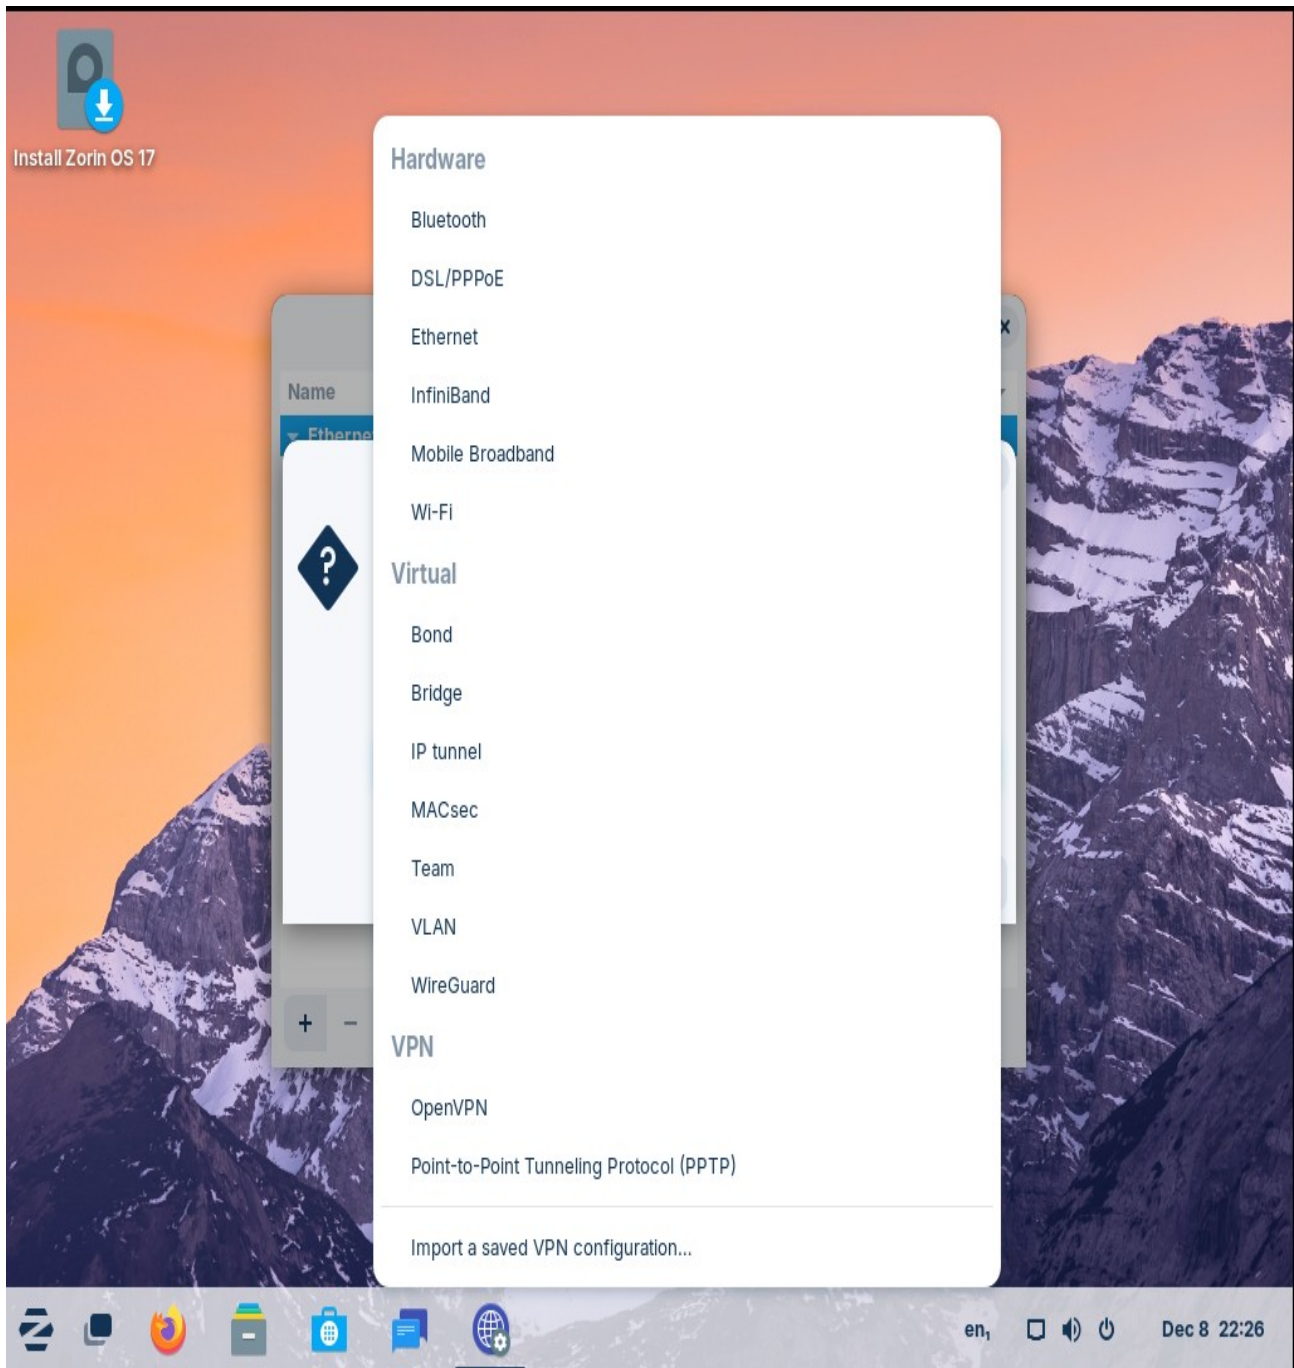 Install Zorin OS 17
Hardware
Bluetooth
DSL/PPPoE
Ethernet
InfiniBand
Mobile Broadband
Wi-Fi
Virtual
Bond
Bridge
IP tunnel
MACsec
Team
VLAN
WireGuard
VPN
OpenVPN
Point-to-Point Tunneling Protocol (PPTP)
Import a saved VPN configuration...
Name
?
+ −
en₁
Dec 8 22:26